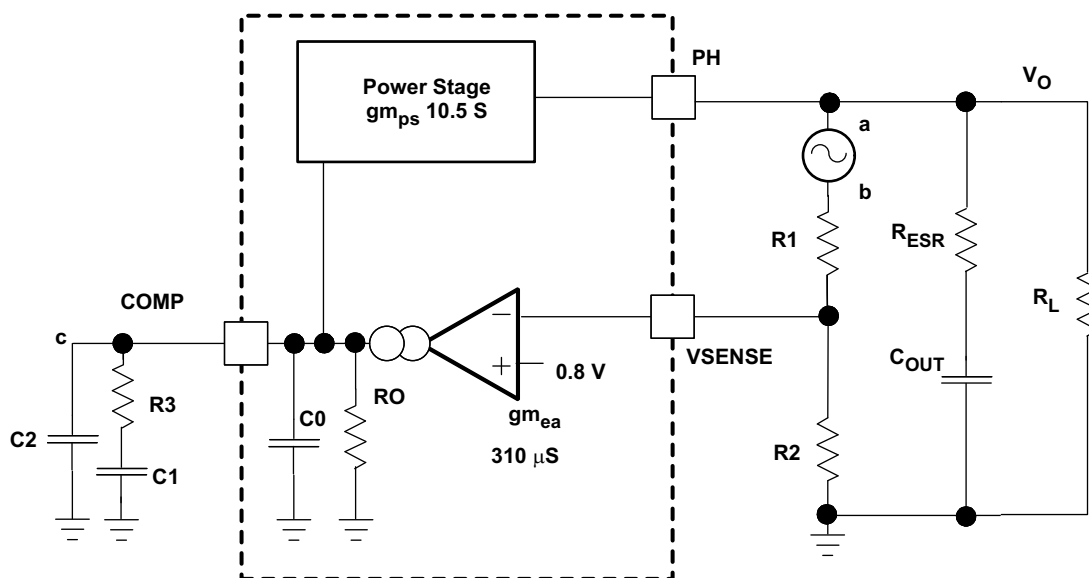 PH
Power Stage
gmps 10.5 S
VO
a
b
R1
RESR
COMP
RL
c
0.8 V
VSENSE
R3
RO
COUT
C0
gmea
C2
R2
310 μS
C1
−
+